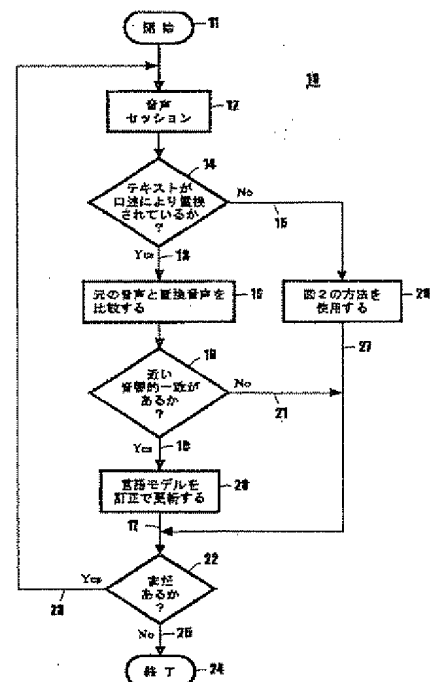 開始
11
10
音声
セッション
12
14
テキストが
口述により置換
されているか
?
No
15
Yes
13
元の音声と置換音声を
比較する
16
図2の方法を
使用する
26
27
18
近い
音響的一致が
あるか
?
No
21
Yes
19
言語モデルを
訂正で更新する
20
17
22
まだ
あるか
?
Yes
23
No
25
終了
24